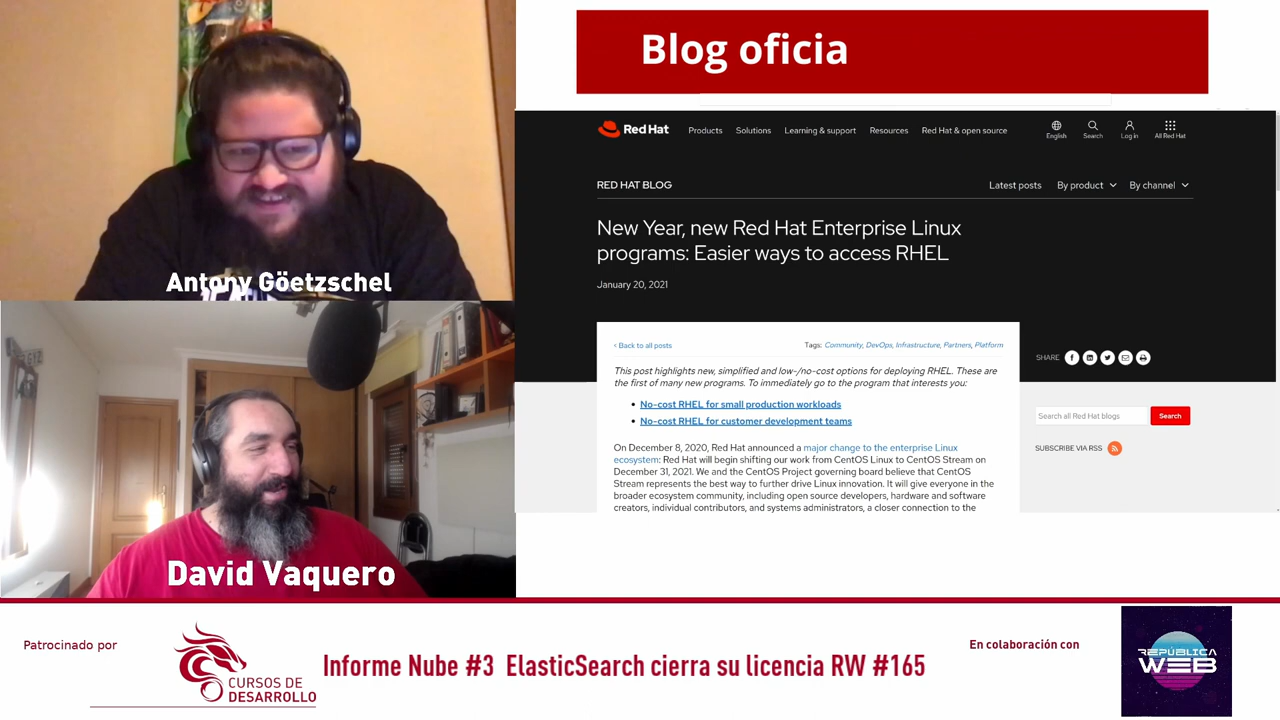 Antony Göetzschel
David Vaquero
Blog oficia
Red Hat
Products
Solutions
Learning & support
Resources
Red Hat & open source
English
Search
Log in
All Red Hat
RED HAT BLOG
Latest posts
By product
By channel
New Year, new Red Hat Enterprise Linux
programs: Easier ways to access RHEL
January 20, 2021
‹ Back to all posts
Tags: Community, DevOps, Infrastructure, Partners, Platform
This post highlights new, simplified and low-/no-cost options for deploying RHEL. These are
the first of many new programs. To immediately go to the program that interests you:
• No-cost RHEL for small production workloads
• No-cost RHEL for customer development teams
On December 8, 2020, Red Hat announced a major change to the enterprise Linux
ecosystem: Red Hat will begin shifting our work from CentOS Linux to CentOS Stream on
December 31, 2021. We and the CentOS Project governing board believe that CentOS
Stream represents the best way to further drive Linux innovation. It will give everyone in the
broader ecosystem community, including open source developers, hardware and software
creators, individual contributors, and systems administrators, a closer connection to the
SHARE
Search all Red Hat blogs
Search
SUBSCRIBE VIA RSS
Patrocinado por
CURSOS DE
DESARROLLO
Informe Nube #3 ElasticSearch cierra su licencia RW #165
En colaboración con
REPÚBLICA
WEB